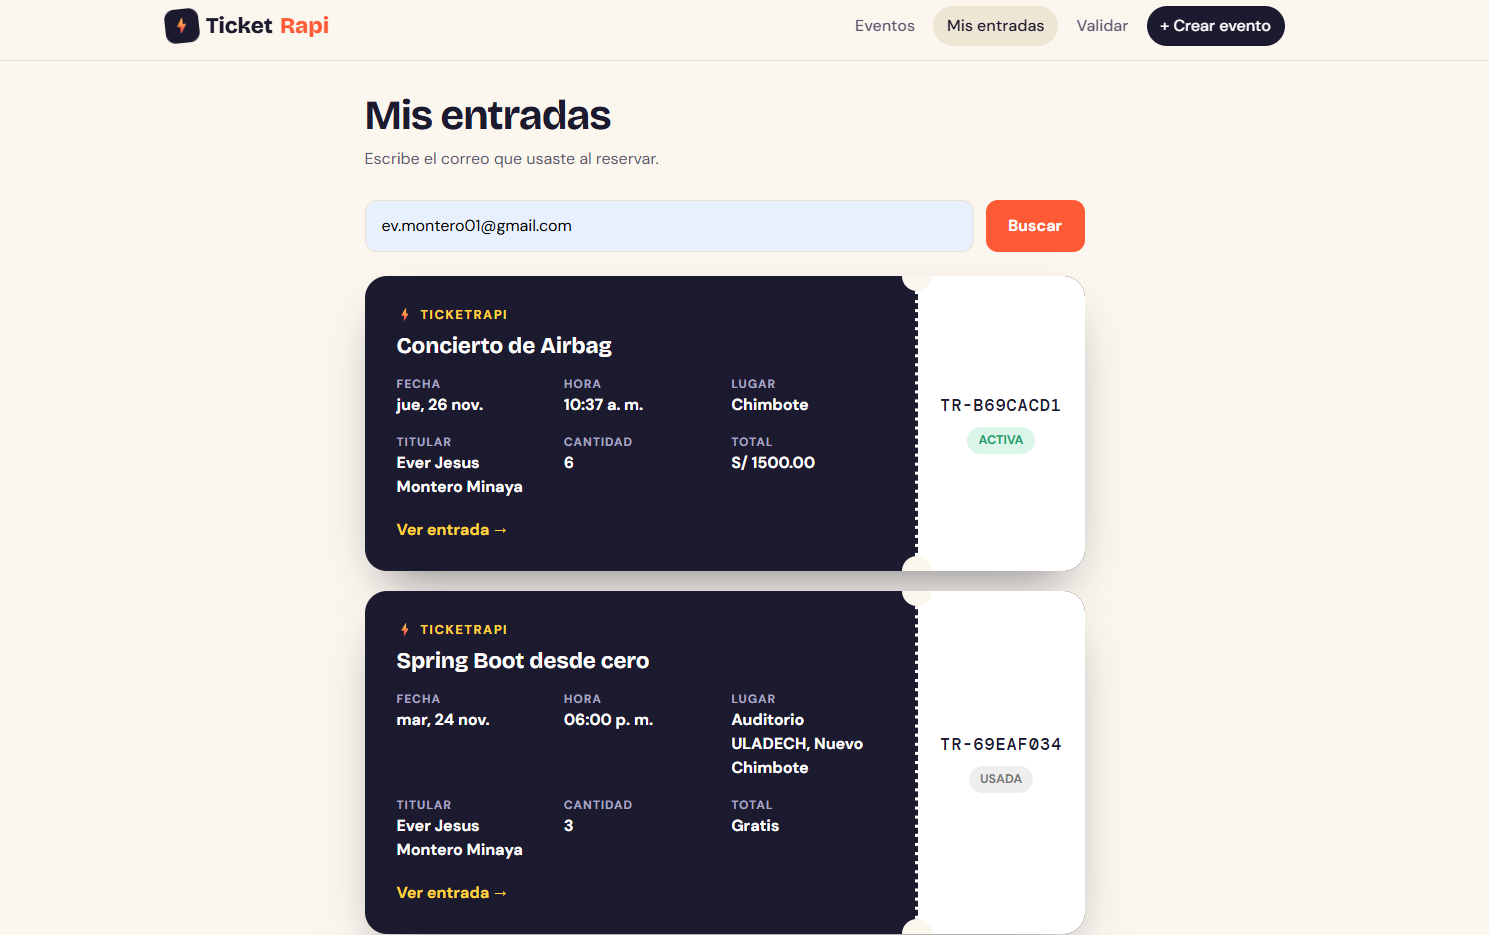 Ticket Rapi
Eventos
Mis entradas
Validar
+ Crear evento
Mis entradas
Escribe el correo que usaste al reservar.
ev.montero01@gmail.com
Buscar
TICKETRAPI
Concierto de Airbag
FECHA
jue, 26 nov.
HORA
10:37 a. m.
LUGAR
Chimbote
TITULAR
Ever Jesus
Montero Minaya
CANTIDAD
6
TOTAL
S/ 1500.00
Ver entrada →
TR-B69CACD1
ACTIVA
TICKETRAPI
Spring Boot desde cero
FECHA
mar, 24 nov.
HORA
06:00 p. m.
LUGAR
Auditorio
ULADECH, Nuevo
Chimbote
TITULAR
Ever Jesus
Montero Minaya
CANTIDAD
3
TOTAL
Gratis
Ver entrada →
TR-69EAF034
USADA